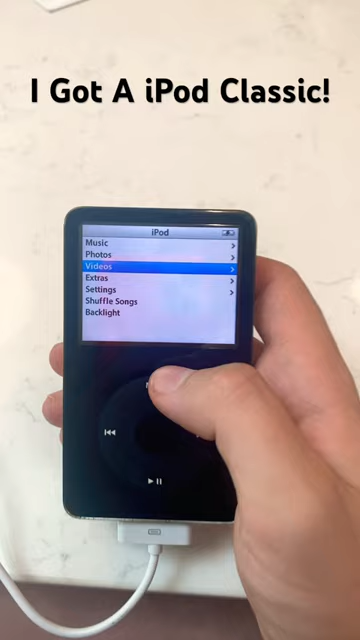 I Got A iPod Classic!
iPod
Music
Photos
Videos
Extras
Settings
Shuffle Songs
Backlight